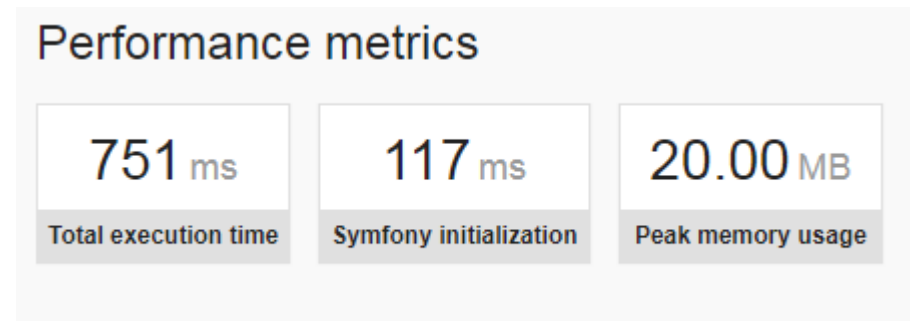 Performance metrics
751 ms 117 ms 20.00 MB
Total execution time Symfony initialization Peak memory usage